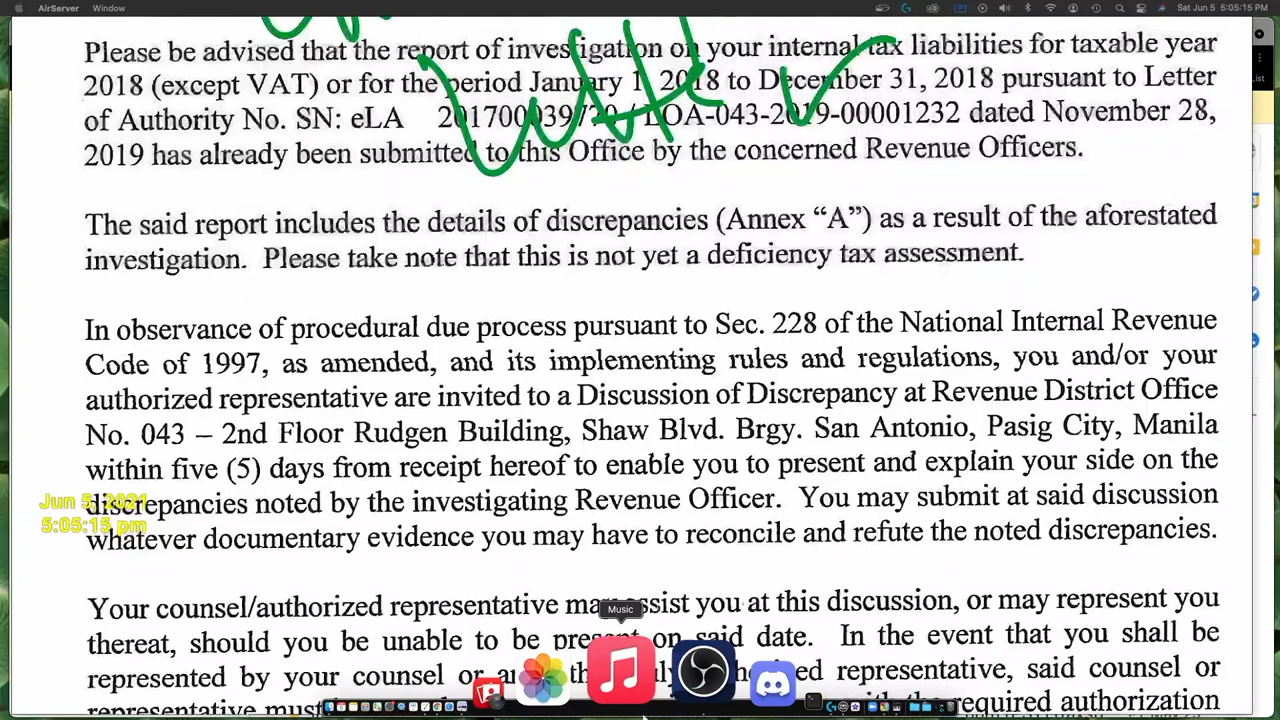 AirServer Window Sat Jun 5 5:05:15 PM
Please be advised that the report of investigation on your internal tax liabilities for taxable year
2018 (except VAT) or for the period January 1, 2018 to December 31, 2018 pursuant to Letter
of Authority No. SN: eLA / LOA-043-2019-00001232 dated November 28,
2019 has already been submitted to this Office by the concerned Revenue Officers.
The said report includes the details of discrepancies (Annex “A”) as a result of the aforestated
investigation. Please take note that this is not yet a deficiency tax assessment.
In observance of procedural due process pursuant to Sec. 228 of the National Internal Revenue
Code of 1997, as amended, and its implementing rules and regulations, you and/or your
authorized representative are invited to a Discussion of Discrepancy at Revenue District Office
No. 043 – 2nd Floor Rudgen Building, Shaw Blvd. Brgy. San Antonio, Pasig City, Manila
within five (5) days from receipt hereof to enable you to present and explain your side on the
discrepancies noted by the investigating Revenue Officer. You may submit at said discussion
Jun 5, 2021
5:05:15 pm
whatever documentary evidence you may have to reconcile and refute the noted discrepancies.
Your counsel/authorized representative may assist you at this discussion, or may represent you
Music
thereat, should you be unable to be present on said date. In the event that you shall be
represented by your counsel or representative, said counsel or
representative must with the required authorization
List